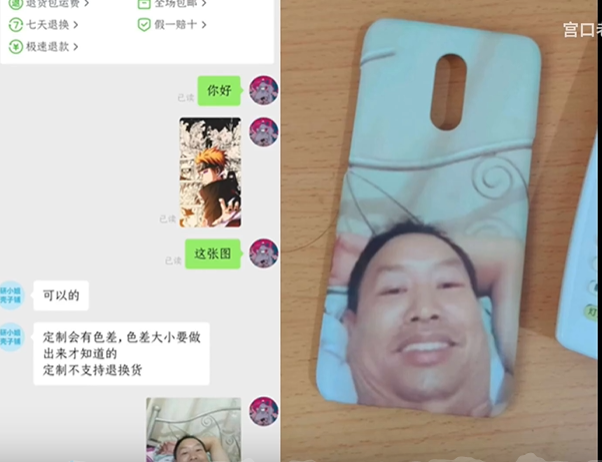 退货包运费 >
全场包邮 >
七天退换 >
假一赔十 >
极速退款 >
已读
你好
已读
已读
这张图
可以的
定制会有色差，色差大小要做
出来才知道的
定制不支持退换货
宫口